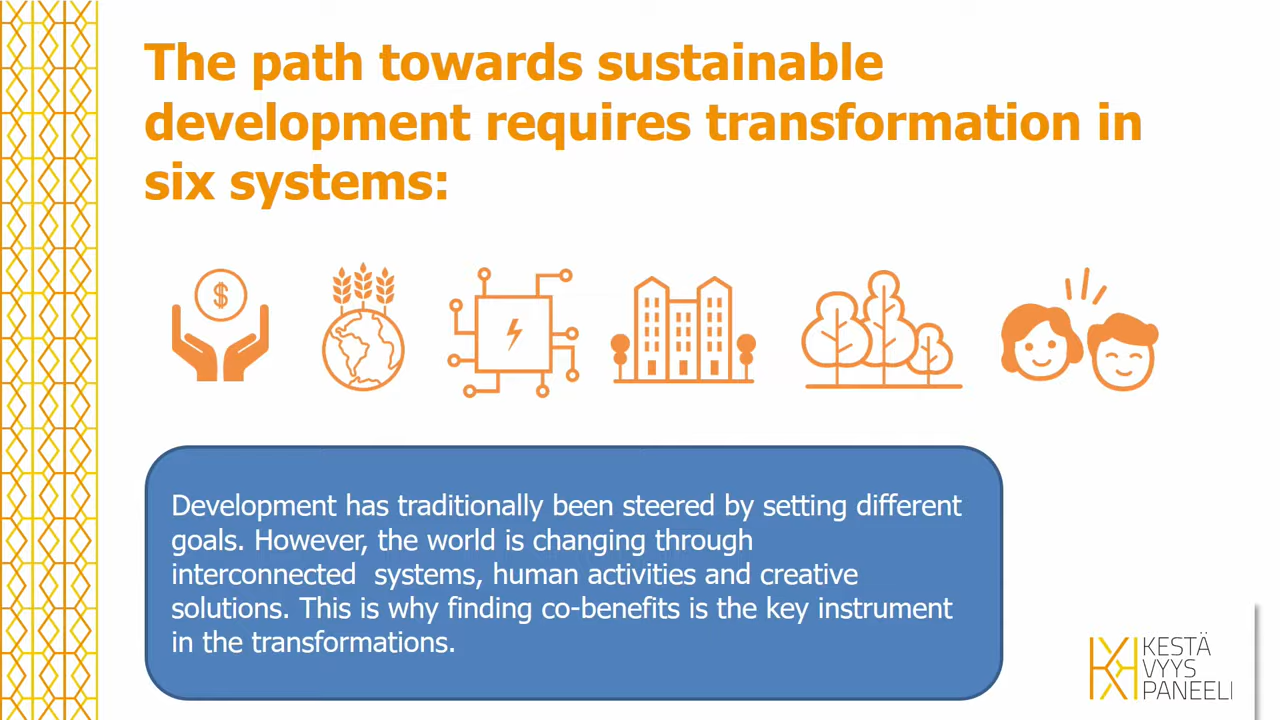 The path towards sustainable
development requires transformation in
six systems:
$
Development has traditionally been steered by setting different
goals. However, the world is changing through
interconnected  systems, human activities and creative
solutions. This is why finding co-benefits is the key instrument
in the transformations.
KESTÄ
VYYS
PANEELI